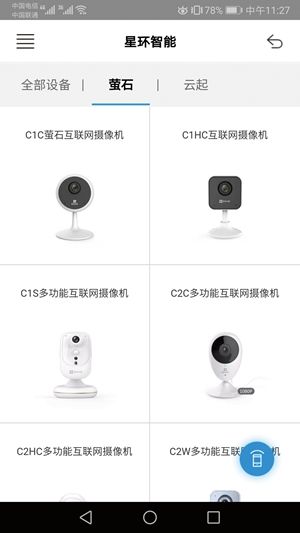 中国电信
中国联通
46 36 78% 中午11:27
星环智能
全部设备 | 萤石 | 云起
C1C萤石互联网摄像机 C1HC互联网摄像机
C1S多功能互联网摄像机 C2C多功能互联网摄像机
1080P
C2HC多功能互联网摄像机 C2W多功能互联网摄